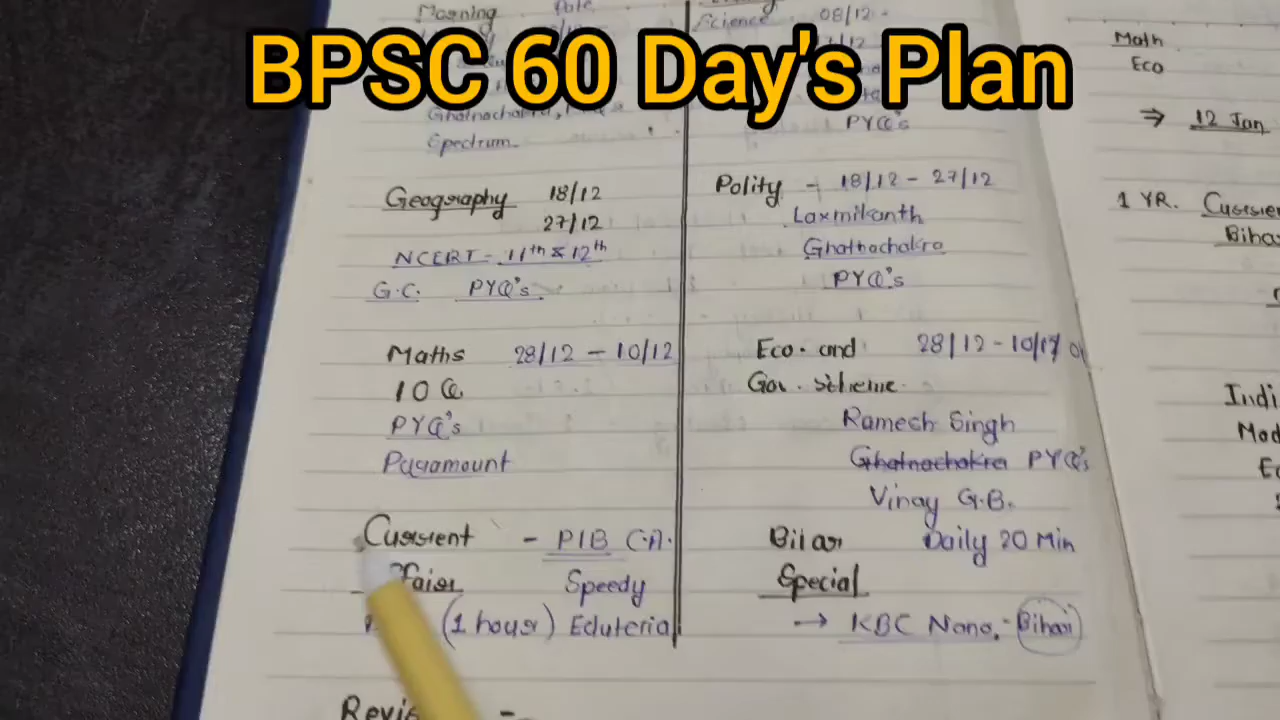 BPSC 60 Day's Plan
Morning
Date
Spectrum
Geography 18/12
27/12
NCERT - 11th & 12th
G.C. PYQ's
Maths 28/12 - 10/12
10 Q
PYQ's
Paramount
Current - PIB C.A.
Speedy
(1 hour) Eduteria
Science 08/12 -
PYQ's
Polity - 18/12 - 27/12
Laxmikanth
Ghatnachakra
PYQ's
Eco. and 28/12 - 10/
Gov. scheme.
Ramesh Singh
Ghatnachakra PYQ's
Vinay G.B.
Bihar Daily 20 Min
Special
→ KBC Nano. - Bihar
Math
Eco
⇒ 12 Jan
1 YR.